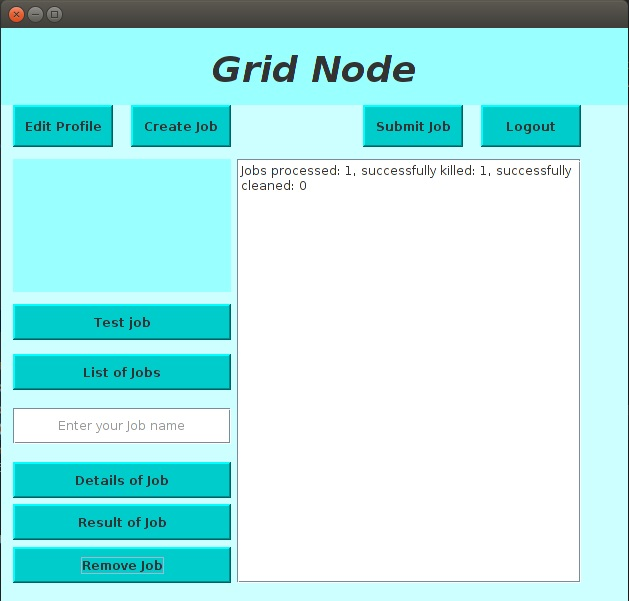 Grid Node
Edit Profile
Create Job
Submit Job
Logout
Jobs processed: 1, successfully killed: 1, successfully
cleaned: 0
Test job
List of Jobs
Enter your Job name
Details of Job
Result of Job
Remove Job